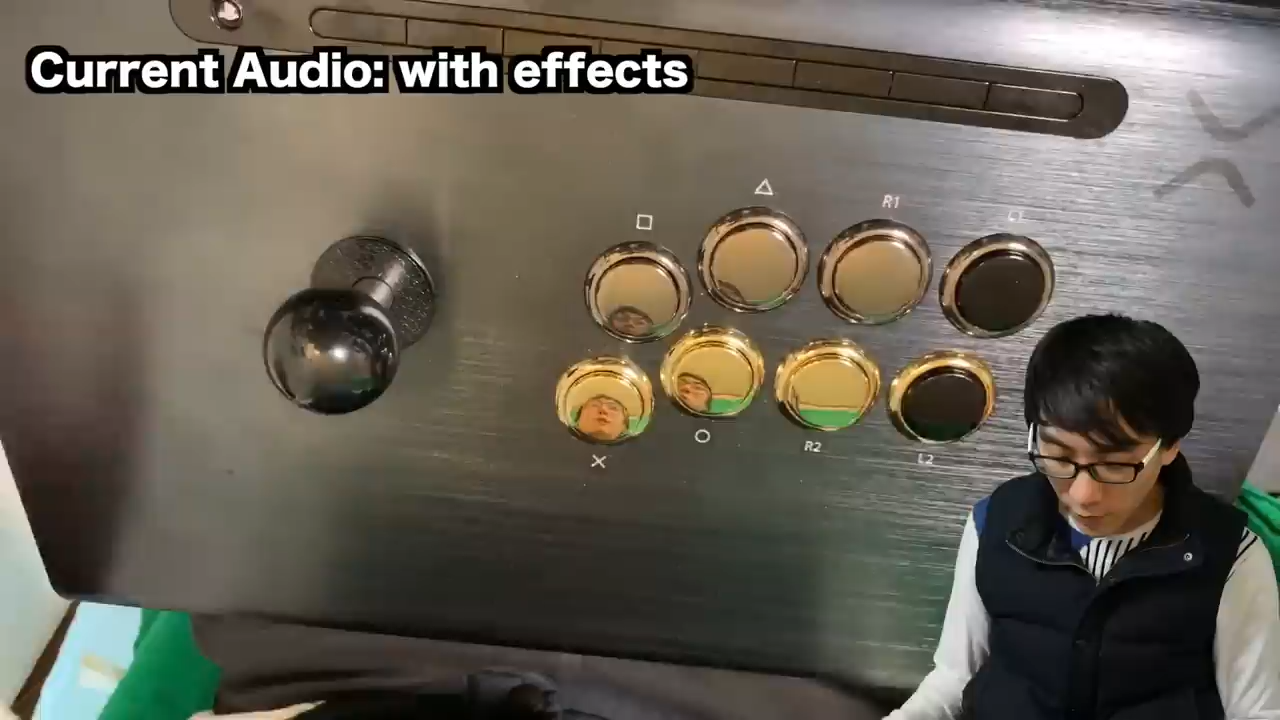 Current Audio: with effects
□
△
R1
L1
✕
○
R2
L2